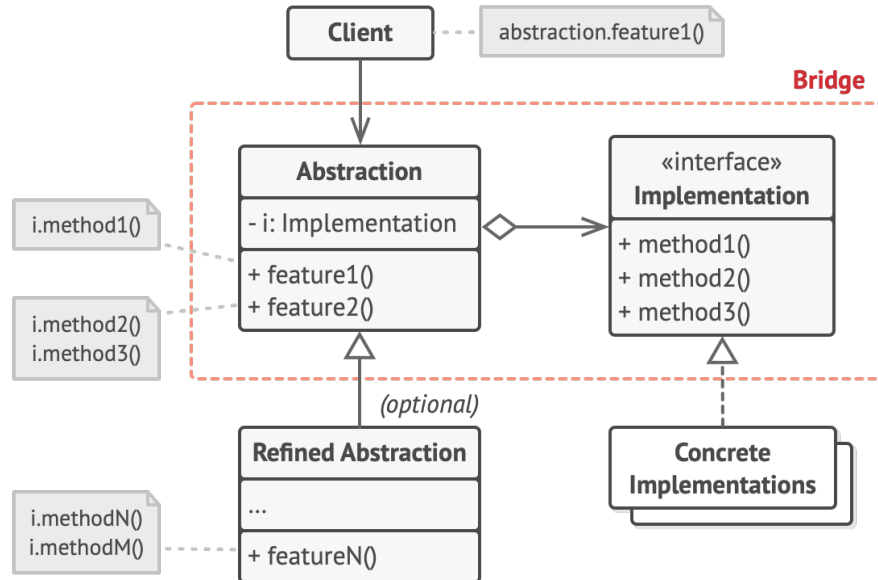 Client
abstraction.feature1()
Bridge
Abstraction
- i: Implementation
+ feature1()
+ feature2()
«interface»
Implementation
+ method1()
+ method2()
+ method3()
i.method1()
i.method2()
i.method3()
(optional)
Refined Abstraction
...
+ featureN()
Concrete
Implementations
i.methodN()
i.methodM()